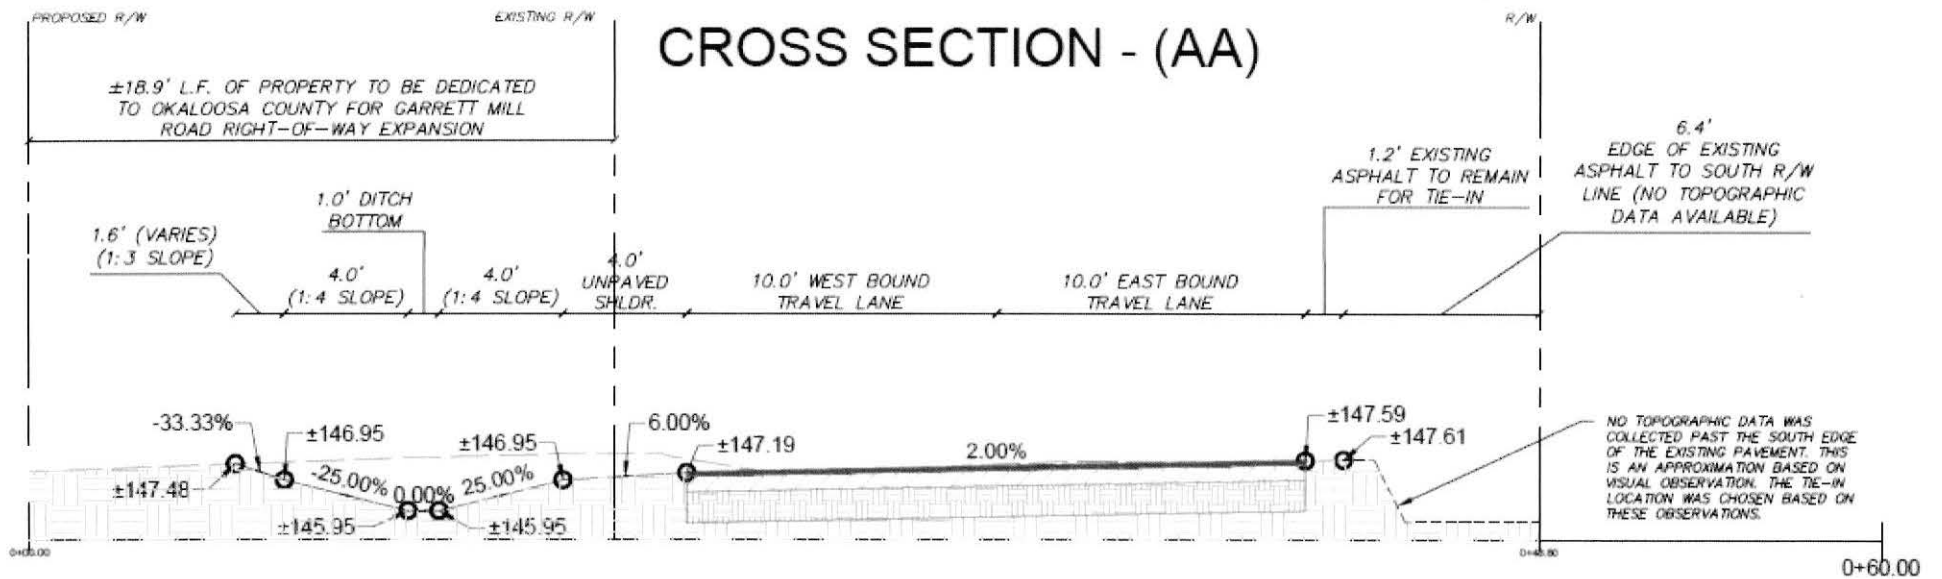 PROPOSED R/W
EXISTING R/W
R/W
CROSS SECTION - (AA)
±18.9' L.F. OF PROPERTY TO BE DEDICATED
TO OKALOOSA COUNTY FOR GARRETT MILL
ROAD RIGHT-OF-WAY EXPANSION
6.4'
EDGE OF EXISTING
ASPHALT TO SOUTH R/W
LINE (NO TOPOGRAPHIC
DATA AVAILABLE)
1.2' EXISTING
ASPHALT TO REMAIN
FOR TIE-IN
1.0' DITCH
BOTTOM
1.6' (VARIES)
(1:3 SLOPE)
4.0'
(1:4 SLOPE)
4.0'
(1:4 SLOPE)
4.0'
UNPAVED
SHLDR.
10.0' WEST BOUND
TRAVEL LANE
10.0' EAST BOUND
TRAVEL LANE
-33.33%
±146.95
±146.95
6.00%
±147.19
2.00%
±147.59
±147.61
±147.48
-25.00%
0.00%
25.00%
±145.95
±145.95
NO TOPOGRAPHIC DATA WAS
COLLECTED PAST THE SOUTH EDGE
OF THE EXISTING PAVEMENT. THIS
IS AN APPROXIMATION BASED ON
VISUAL OBSERVATION. THE TIE-IN
LOCATION WAS CHOSEN BASED ON
THESE OBSERVATIONS.
0+00.00
0+60.00